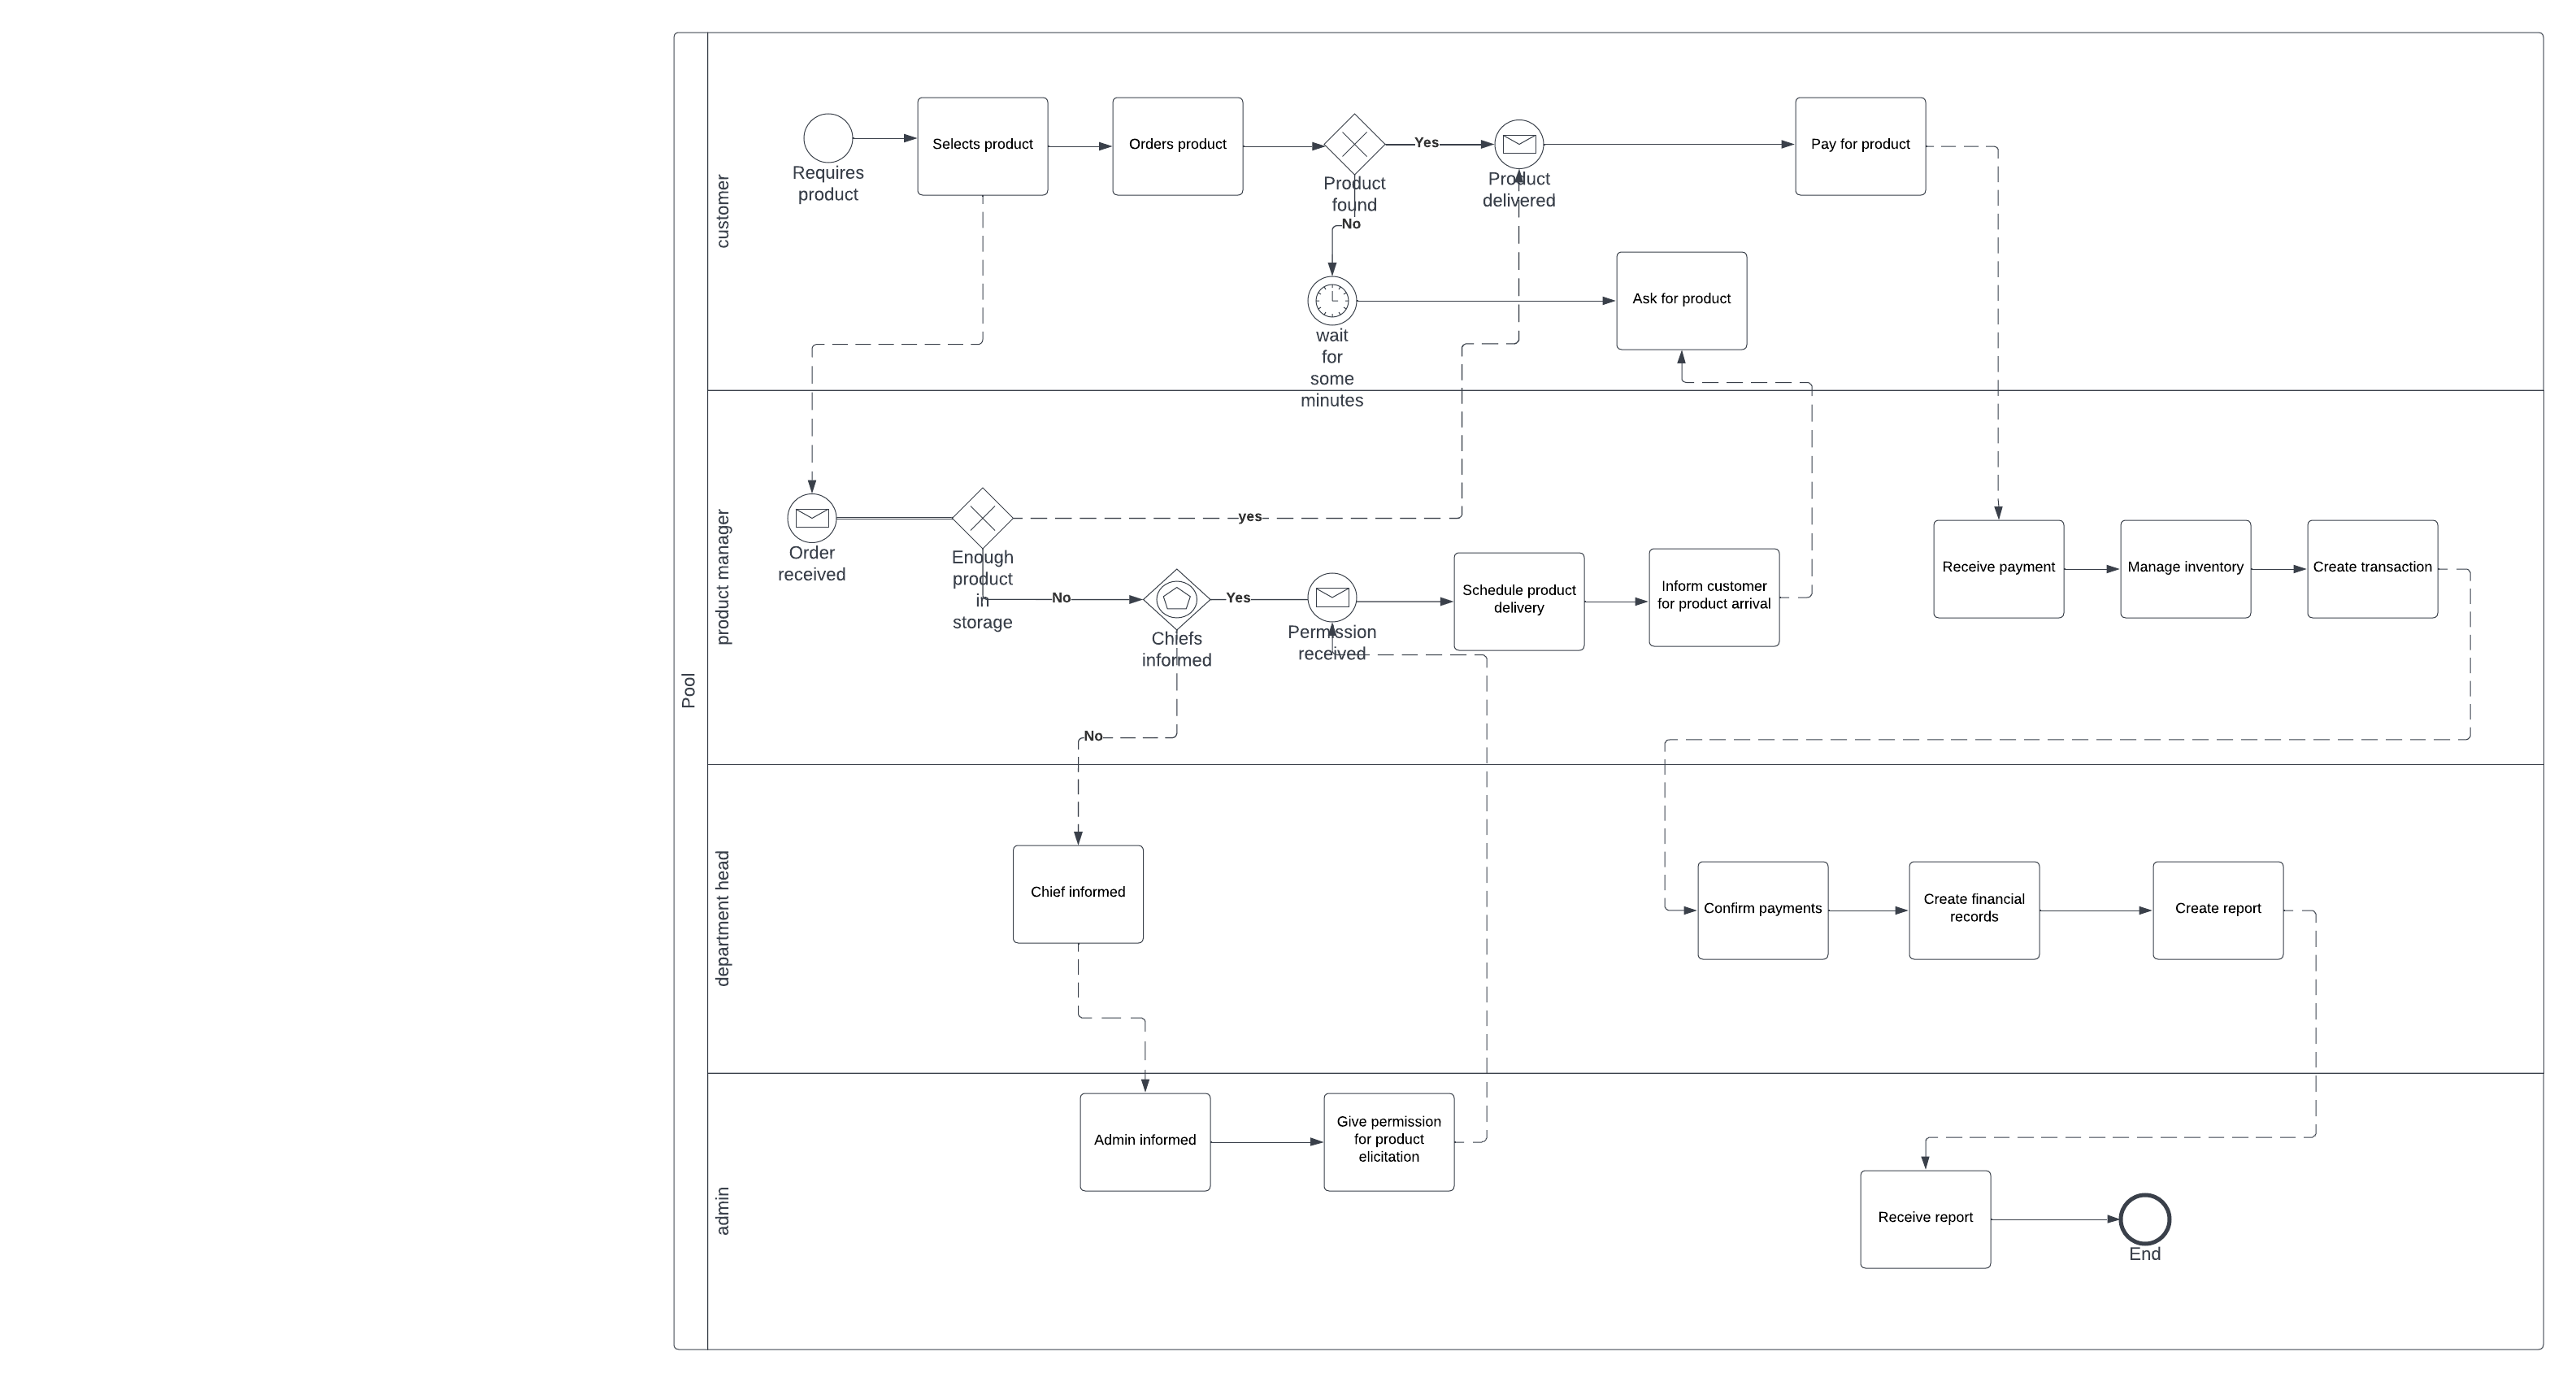 Pool
customer
Requires
product
Selects product
Orders product
Product
found
Yes
No
Product
delivered
Pay for product
wait
for
some
minutes
Ask for product
product manager
Order
received
Enough
product
in
storage
yes
No
Chiefs
informed
Yes
No
Permission
received
Schedule product
delivery
Inform customer
for product arrival
Receive payment
Manage inventory
Create transaction
department head
Chief informed
Confirm payments
Create financial
records
Create report
admin
Admin informed
Give permission
for product
elicitation
Receive report
End